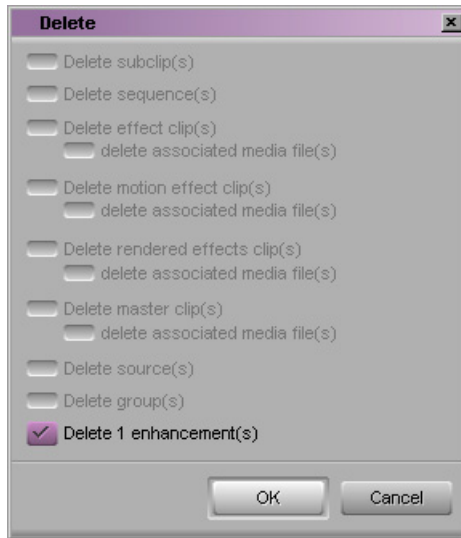 Delete
Delete subclip(s)
Delete sequence(s)
Delete effect clip(s)
delete associated media file(s)
Delete motion effect clip(s)
delete associated media file(s)
Delete rendered effects clip(s)
delete associated media file(s)
Delete master clip(s)
delete associated media file(s)
Delete source(s)
Delete group(s)
Delete 1 enhancement(s)
OK Cancel